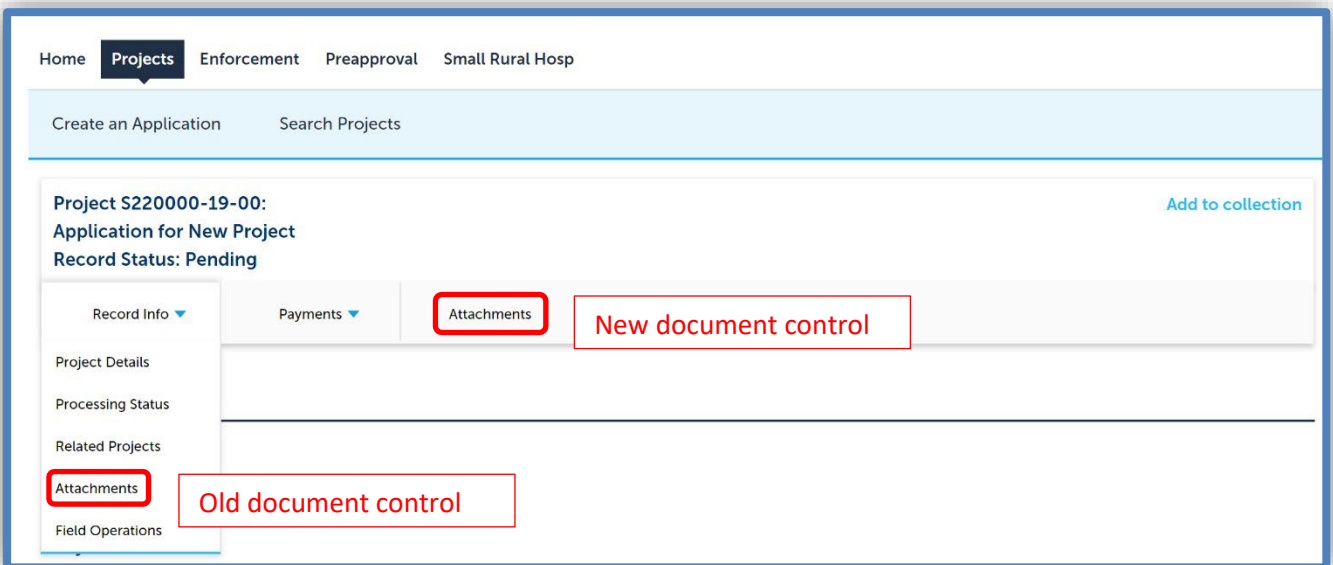 Home Projects Enforcement Preapproval Small Rural Hosp
Create an Application Search Projects
Project S220000-19-00:
Add to collection
Application for New Project
Record Status: Pending
Record Info Payments Attachments
New document control
Project Details
Processing Status
Related Projects
Attachments
Old document control
Field Operations